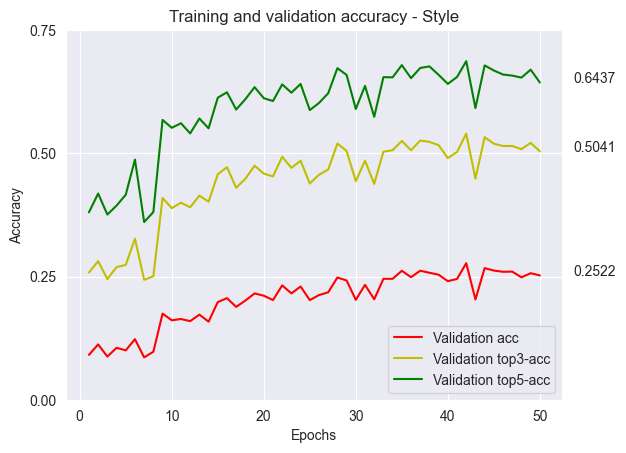 Training and validation accuracy - Style
0.75
0.50
0.25
0.00
Accuracy
0.6437
0.5041
0.2522
Validation acc
Validation top3-acc
Validation top5-acc
0
10
20
30
40
50
Epochs